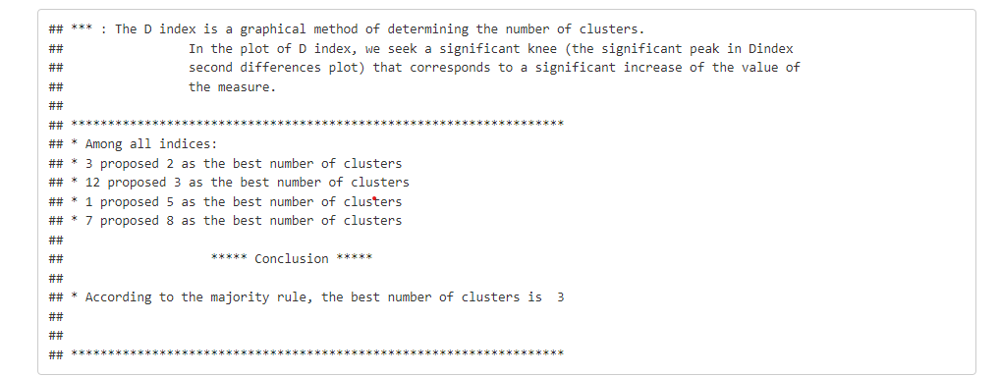 ## *** : The D index is a graphical method of determining the number of clusters.
##                 In the plot of D index, we seek a significant knee (the significant peak in Dindex
##                 second differences plot) that corresponds to a significant increase of the value of
##                 the measure.
##
## *******************************************************************
## * Among all indices:
## * 3 proposed 2 as the best number of clusters
## * 12 proposed 3 as the best number of clusters
## * 1 proposed 5 as the best number of clusters
## * 7 proposed 8 as the best number of clusters
##
##                    ***** Conclusion *****
##
## * According to the majority rule, the best number of clusters is  3
##
##
## *******************************************************************